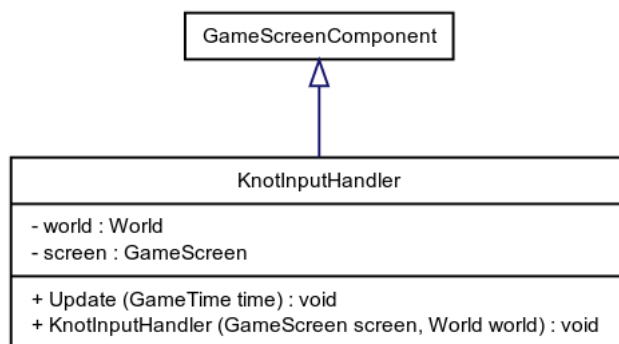 GameScreenComponent
KnotInputHandler
- world : World
- screen : GameScreen
+ Update (GameTime time) : void
+ KnotInputHandler (GameScreen screen, World world) : void